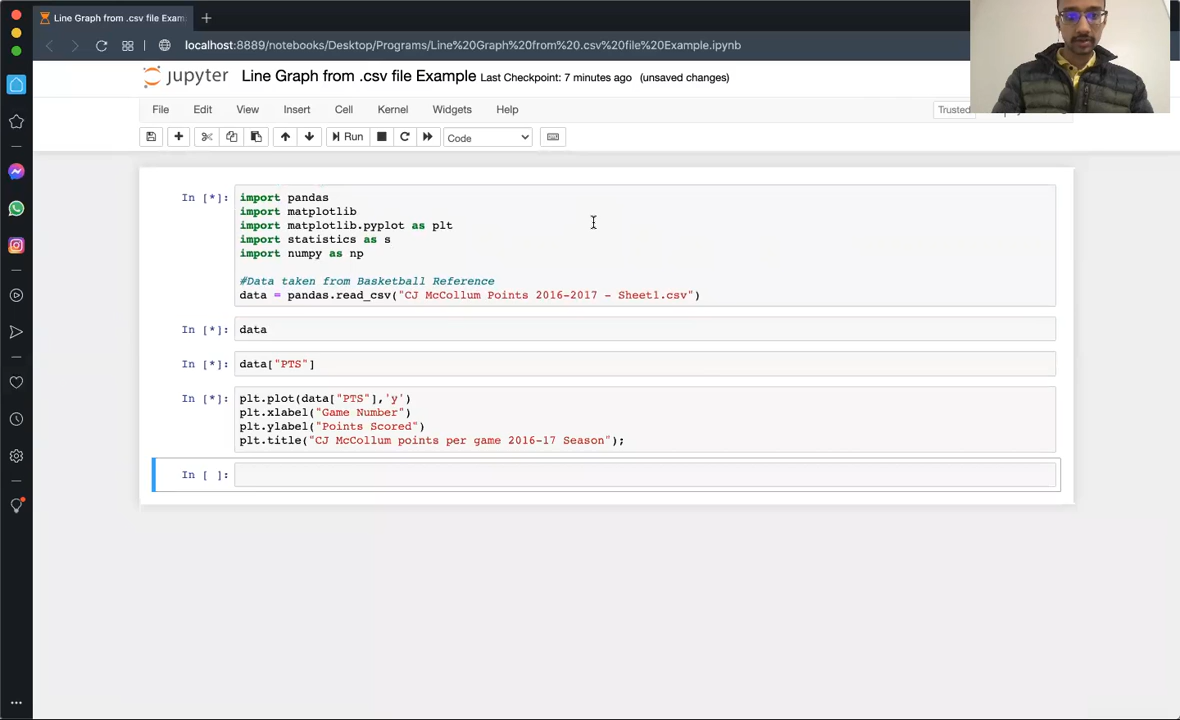 Line Graph from .csv file Exam
localhost:8889/notebooks/Desktop/Programs/Line%20Graph%20from%20.csv%20file%20Example.ipynb
jupyter Line Graph from .csv file Example Last Checkpoint: 7 minutes ago (unsaved changes)
File Edit View Insert Cell Kernel Widgets Help Trusted
Run Code
In [*]: import pandas
import matplotlib
import matplotlib.pyplot as plt
import statistics as s
import numpy as np
#Data taken from Basketball Reference
data = pandas.read_csv("CJ McCollum Points 2016-2017 - Sheet1.csv")
In [*]: data
In [*]: data["PTS"]
In [*]: plt.plot(data["PTS"],'y')
plt.xlabel("Game Number")
plt.ylabel("Points Scored")
plt.title("CJ McCollum points per game 2016-17 Season");
In [ ]: